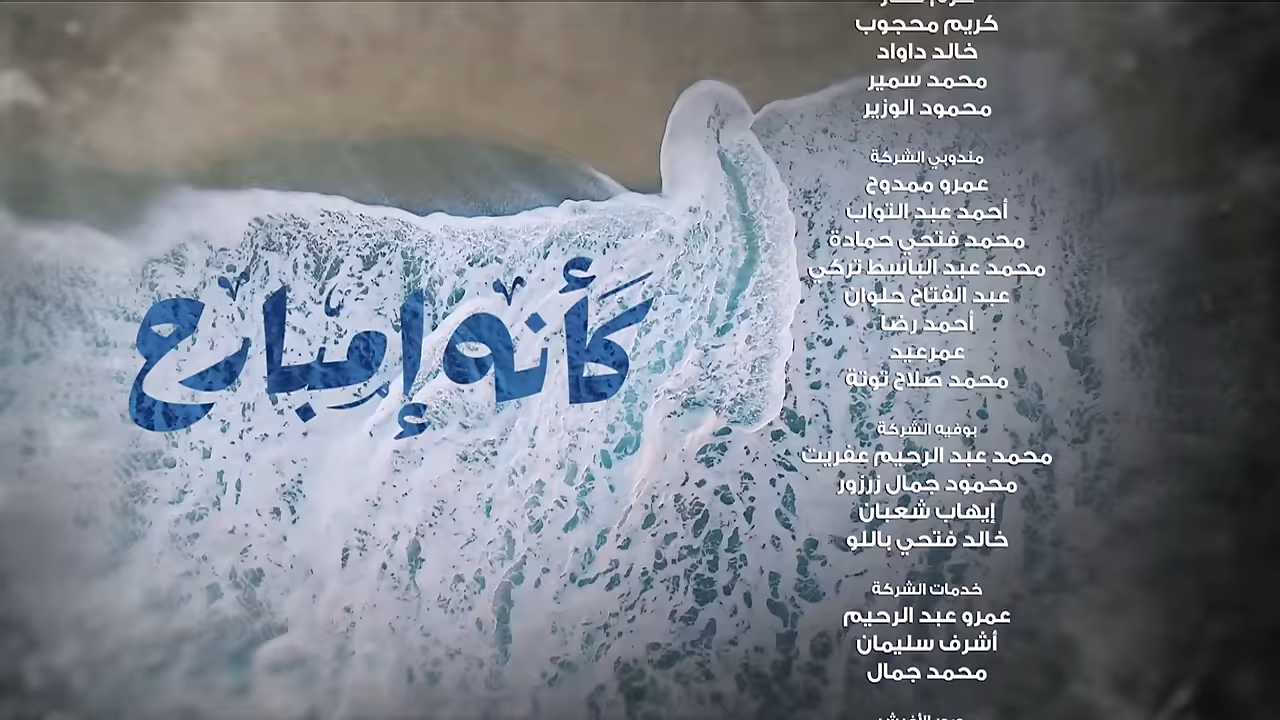 كأنه إمبارح
كريم محجوب
خالد داواد
محمد سمير
محمود الوزير
مندوبي الشركة
عمرو ممدوح
أحمد عبد التواب
محمد فتحي حمادة
محمد عبد الباسط تركي
عبد الفتاح حلوان
أحمد رضا
عمرعيد
محمد صلاح توتة
بوفيه الشركة
محمد عبد الرحيم عفريت
محمود جمال زرزور
إيهاب شعبان
خالد فتحي باللو
خدمات الشركة
عمرو عبد الرحيم
أشرف سليمان
محمد جمال